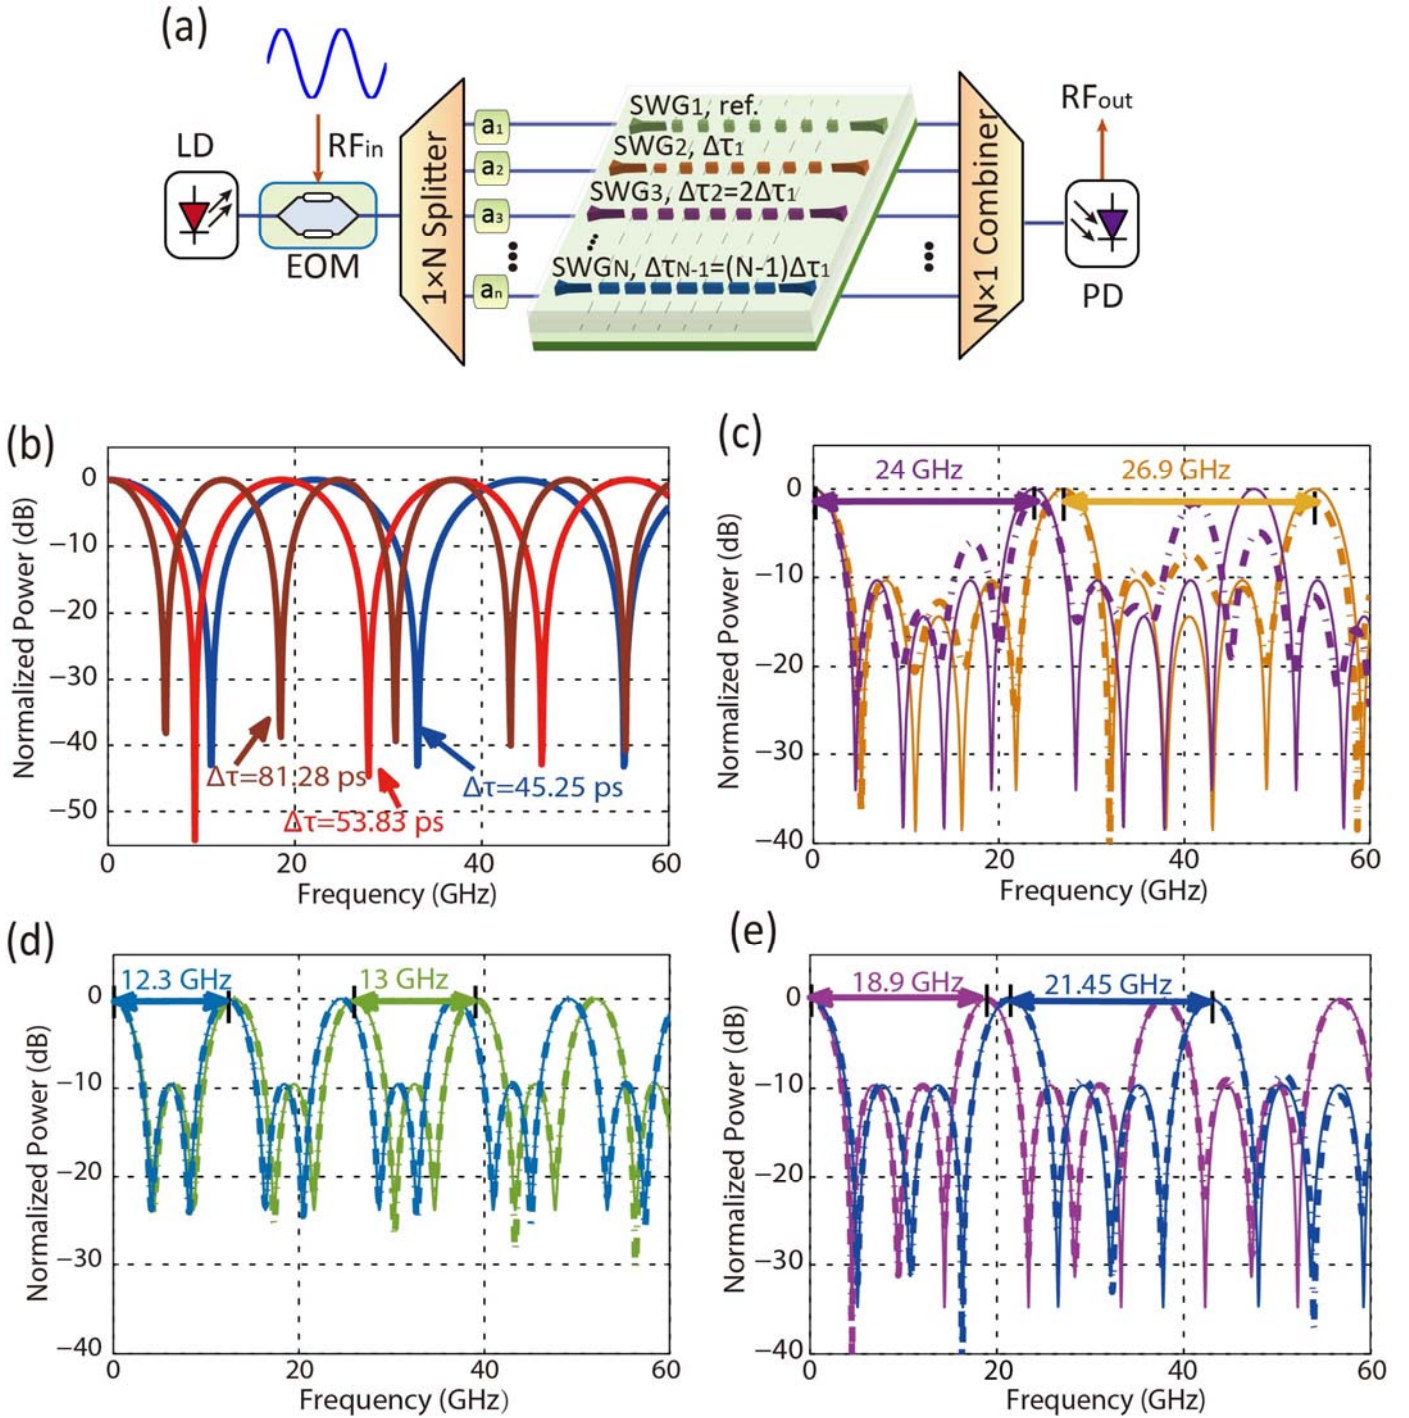 (a)
LD
RFin
EOM
1×N Splitter
a1
a2
a3
an
SWG1, ref.
SWG2, Δτ1
SWG3, Δτ2=2Δτ1
SWGN, ΔτN-1=(N-1)Δτ1
N×1 Combiner
RFout
PD
(b)
Normalized Power (dB)
0
−10
−20
−30
−40
−50
Δτ=81.28 ps
Δτ=53.83 ps
Δτ=45.25 ps
0 20 40 60
Frequency (GHz)
(c)
Normalized Power (dB)
0
−10
−20
−30
−40
24 GHz
26.9 GHz
0 20 40 60
Frequency (GHz)
(d)
Normalized Power (dB)
0
−10
−20
−30
−40
12.3 GHz
13 GHz
0 20 40 60
Frequency (GHz)
(e)
Normalized Power (dB)
0
−10
−20
−30
−40
18.9 GHz
21.45 GHz
0 20 40 60
Frequency (GHz)